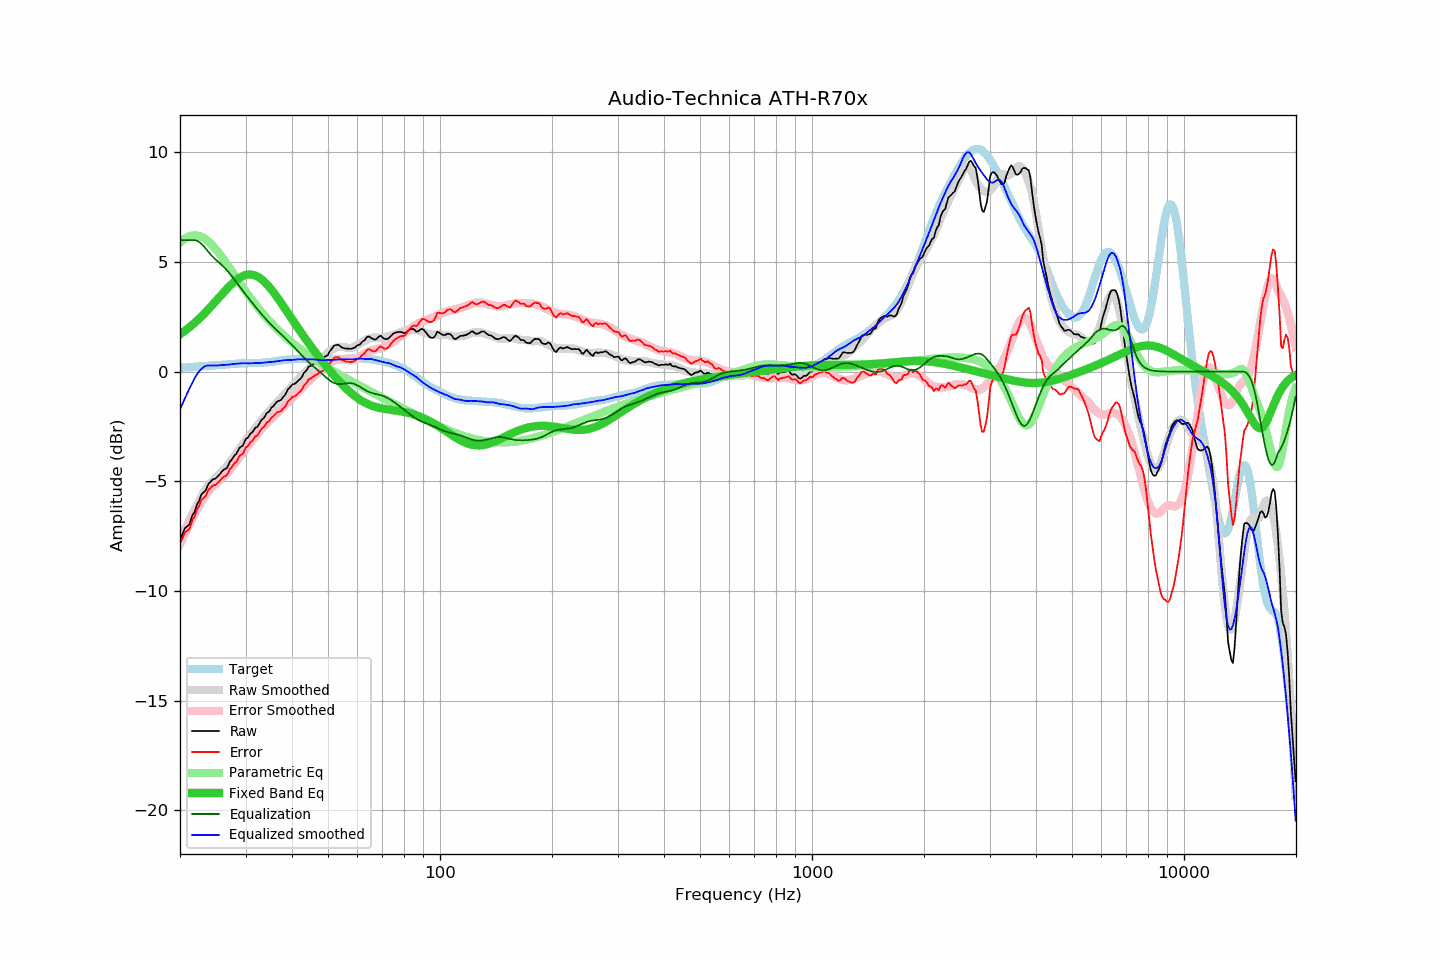 Audio-Technica ATH-R70x
10
5
0
−5
−10
−15
−20
Amplitude (dBr)
Target
Raw Smoothed
Error Smoothed
Raw
Error
Parametric Eq
Fixed Band Eq
Equalization
Equalized smoothed
100
1000
10000
Frequency (Hz)